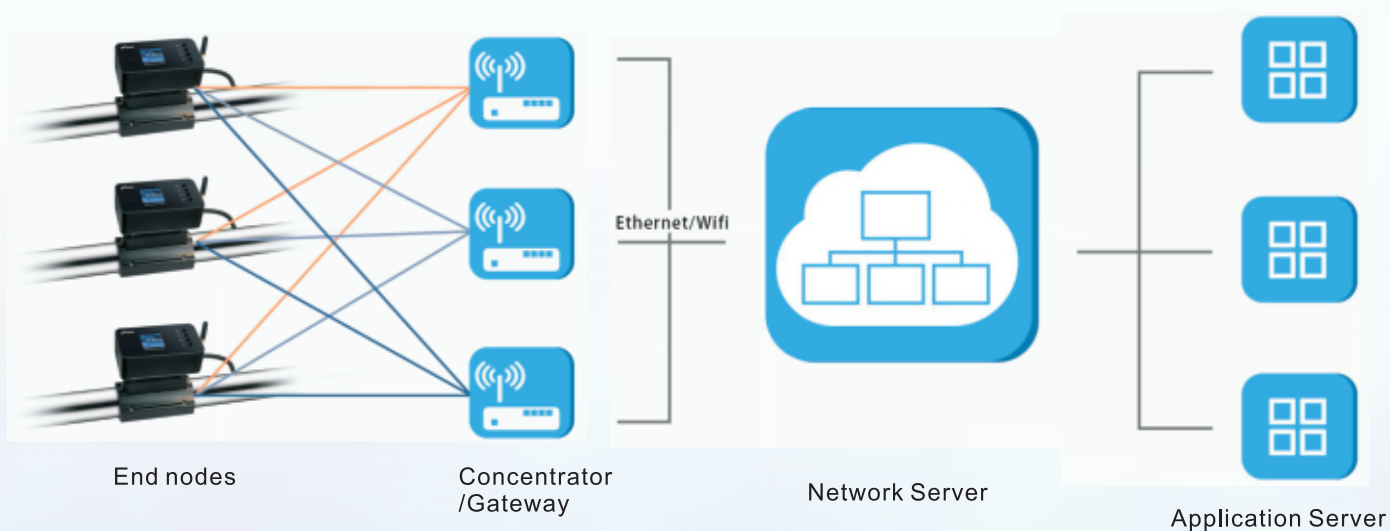 Ethernet/Wifi
End nodes
Concentrator
/Gateway
Network Server
Application Server